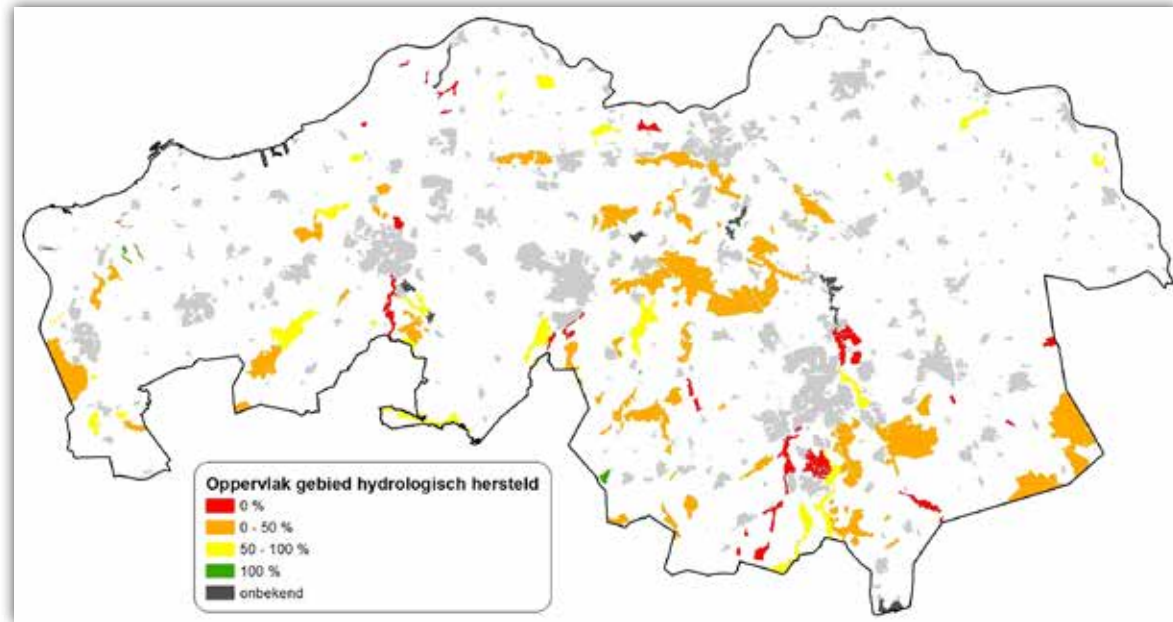 Oppervlak gebied hydrologisch hersteld
0 %
0 - 50 %
50 - 100 %
100 %
onbekend